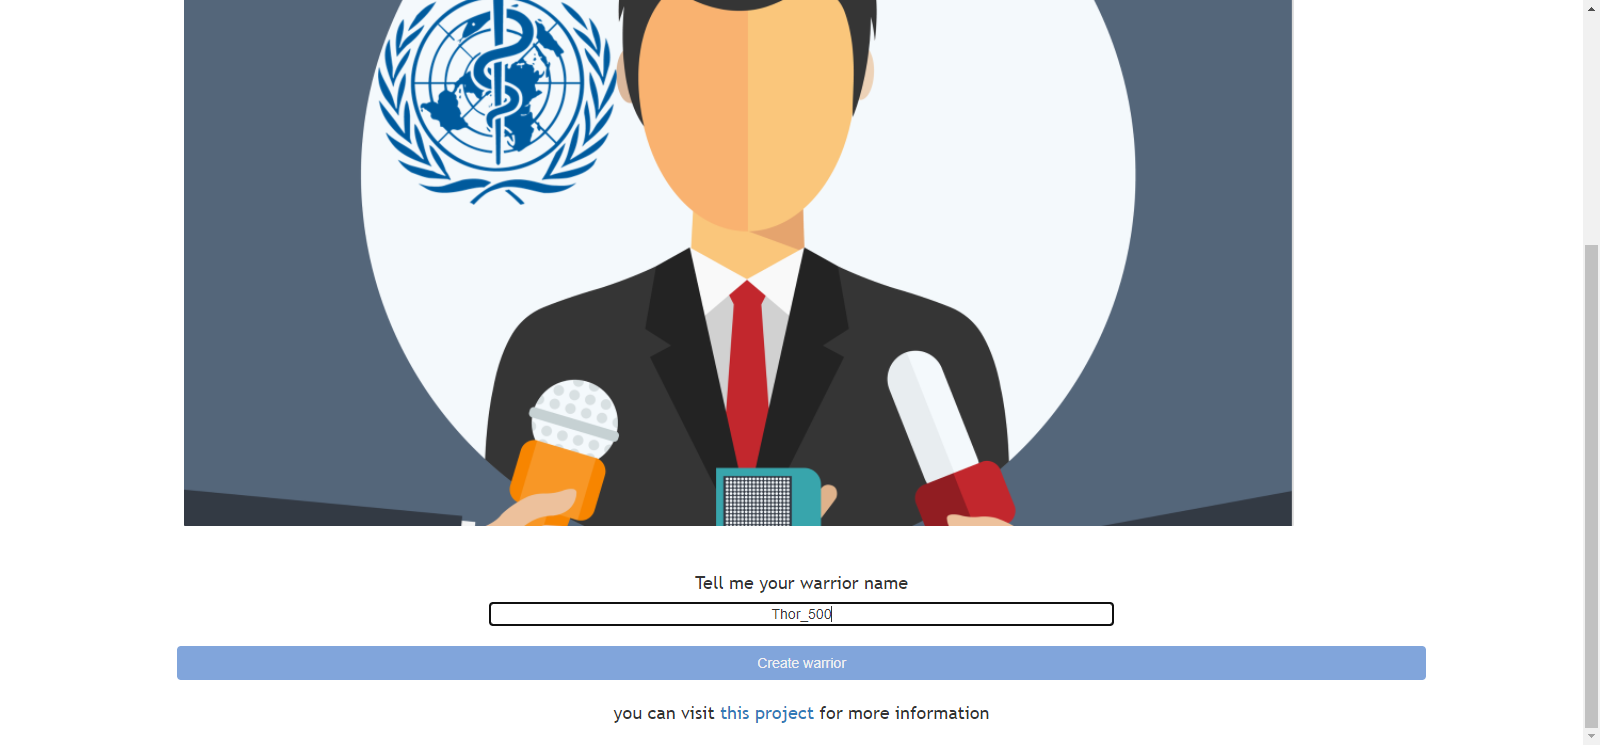 Tell me your warrior name
Thor_500
Create warrior
you can visit this project for more information